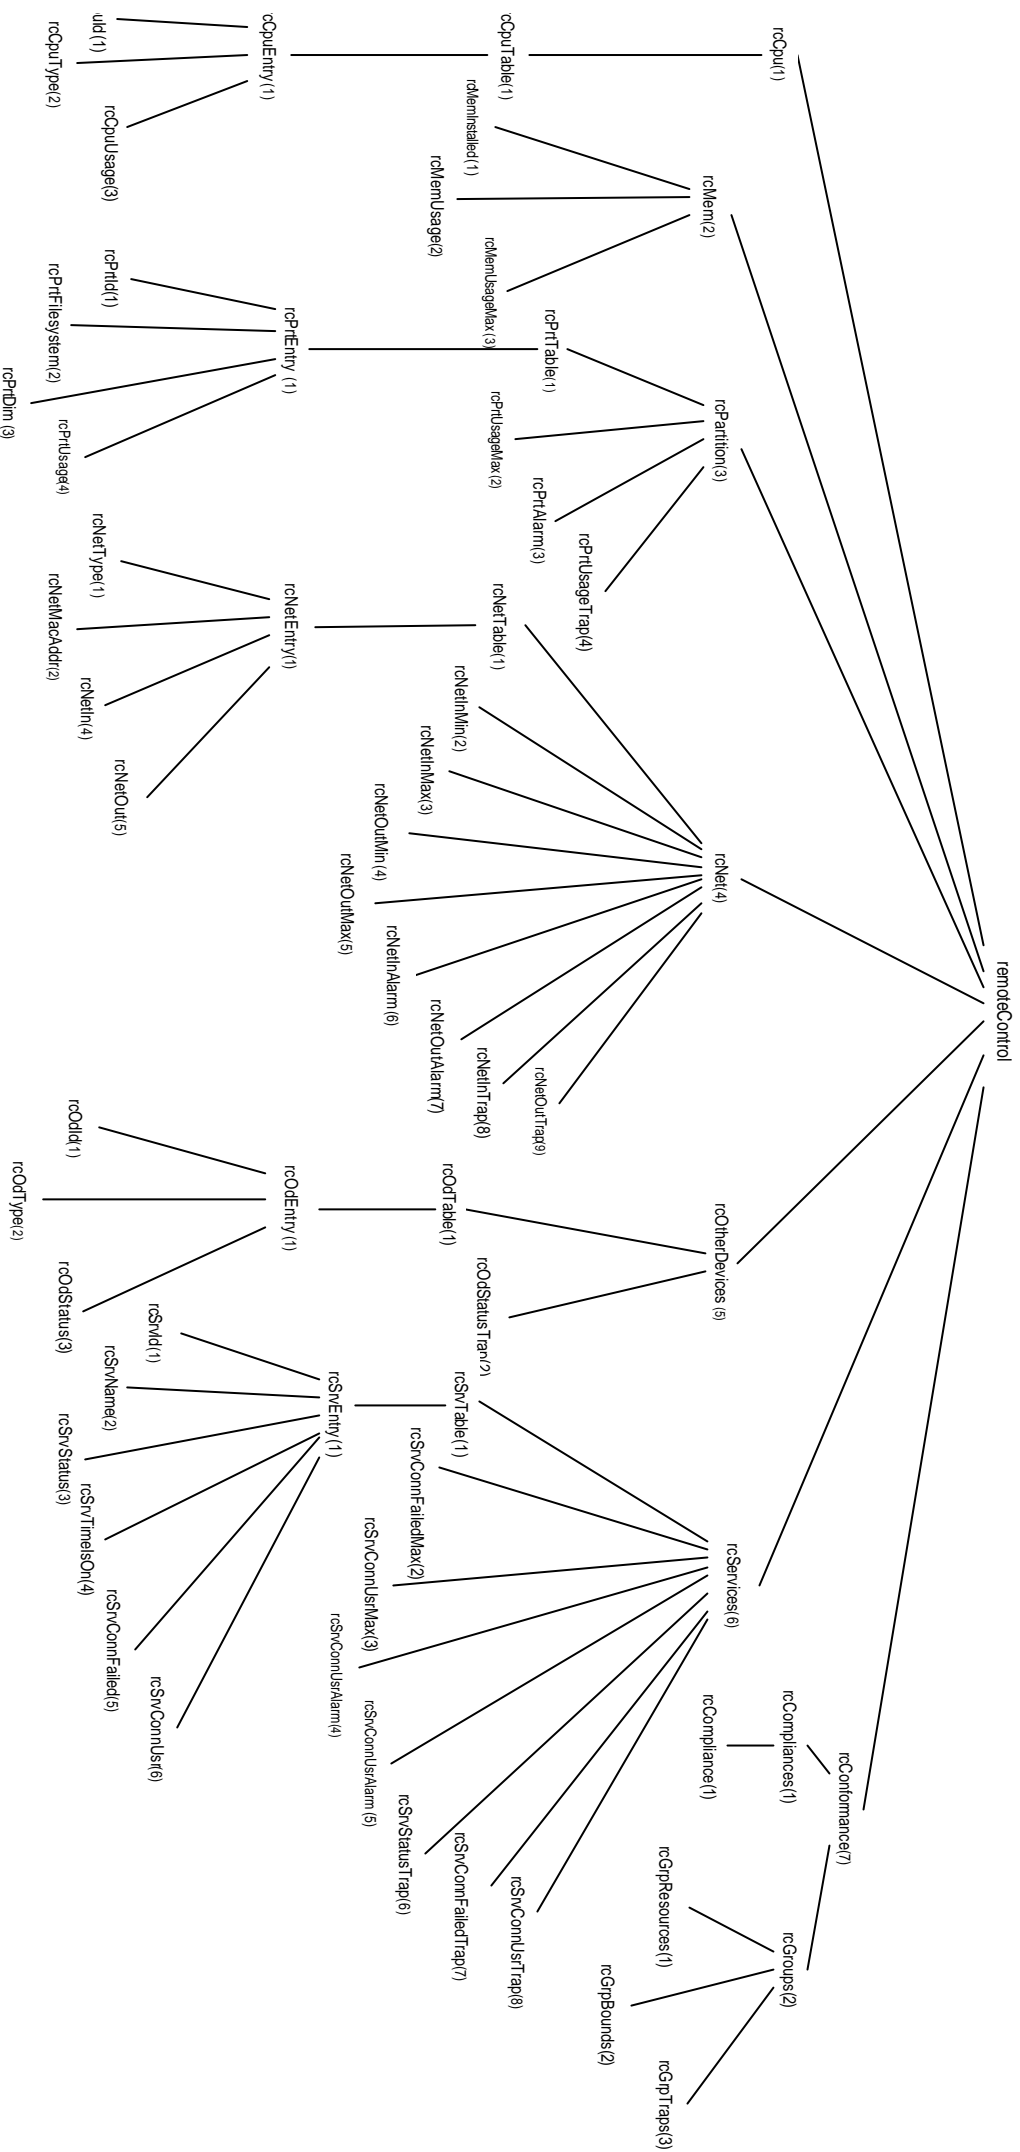 remoteControl
rcCpu(1)
rcMem(2)
rcPartition(3)
rcNet(4)
rcOtherDevices (5)
rcServices(6)
rcConformance(7)
cCpuTable(1)
cCpuEntry(1)
uId(1)
rcCpuType(2)
rcCpuUsage(3)
rcMemInstalled(1)
rcMemUsage(2)
rcMemUsageMax(3)
rcPrtTable(1)
rcPrtUsageMax(2)
rcPrtAlarm(3)
rcPrtUsageTrap(4)
rcPrtEntry (1)
rcPrtId(1)
rcPrtFilesystem(2)
rcPrtDim (3)
rcPrtUsage(4)
rcNetTable(1)
rcNetInMin(2)
rcNetInMax(3)
rcNetOutMin(4)
rcNetOutMax(5)
rcNetInAlarm(6)
rcNetOutAlarm(7)
rcNetInTrap(8)
rcNetOutTrap(9)
rcNetEntry(1)
rcNetType(1)
rcNetMacAddr(2)
rcNetIn(4)
rcNetOut(5)
rcOdTable(1)
rcOdStatusTrap(2)
rcOdEntry(1)
rcOdId(1)
rcOdType(2)
rcOdStatus(3)
rcSrvTable(1)
rcSrvConnFailedMax(2)
rcSrvConnUsrMax(3)
rcSrvConnUsrAlarm(4)
rcSrvConnUsrAlarm (5)
rcSrvStatusTrap(6)
rcSrvConnFailedTrap(7)
rcSrvConnUsrTrap(8)
rcSrvEntry(1)
rcSrvId(1)
rcSrvName(2)
rcSrvStatus(3)
rcSrvTimeIsOn(4)
rcSrvConnFailed(5)
rcSrvConnUsr(6)
rcCompliances(1)
rcCompliance(1)
rcGroups(2)
rcGrpResources(1)
rcGrpBounds(2)
rcGrpTraps(3)